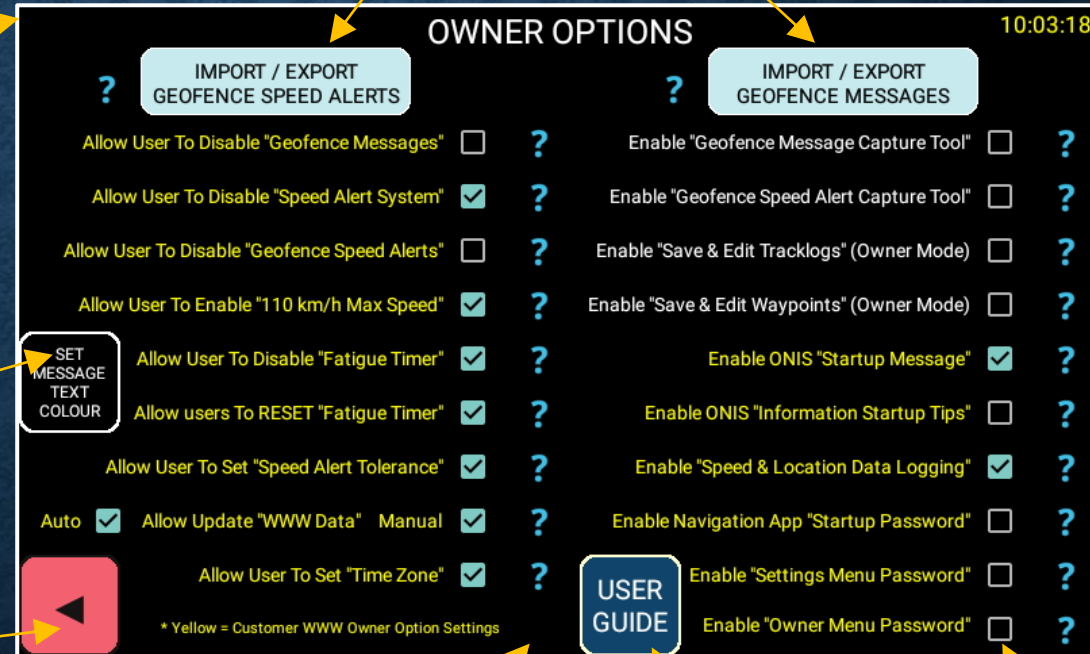 OWNER OPTIONS
10:03:18
?
IMPORT / EXPORT
GEOFENCE SPEED ALERTS
?
IMPORT / EXPORT
GEOFENCE MESSAGES
Allow User To Disable "Geofence Messages" ?
Enable "Geofence Message Capture Tool" ?
Allow User To Disable "Speed Alert System" ?
Enable "Geofence Speed Alert Capture Tool" ?
Allow User To Disable "Geofence Speed Alerts" ?
Enable "Save & Edit Tracklogs" (Owner Mode) ?
Allow User To Enable "110 km/h Max Speed" ?
Enable "Save & Edit Waypoints" (Owner Mode) ?
SET
MESSAGE
TEXT
COLOUR
Allow User To Disable "Fatigue Timer" ?
Enable ONIS "Startup Message" ?
Allow users To RESET "Fatigue Timer" ?
Enable ONIS "Information Startup Tips" ?
Allow User To Set "Speed Alert Tolerance" ?
Enable "Speed & Location Data Logging" ?
Auto Allow Update "WWW Data" Manual ?
Enable Navigation App "Startup Password" ?
Allow User To Set "Time Zone" ?
USER
GUIDE
Enable "Settings Menu Password" ?
* Yellow = Customer WWW Owner Option Settings
Enable "Owner Menu Password" ?